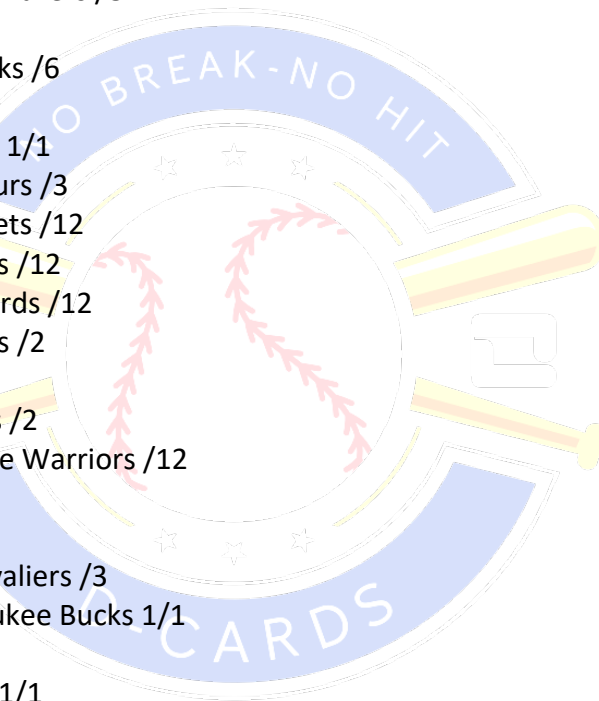 ks /6
NO BREAK-NO HIT
1/1
urs /3
ets /12
s /12
rds /12
s /2
s /2
e Warriors /12
valiers /3
ukee Bucks 1/1
D-CARDS
1/1